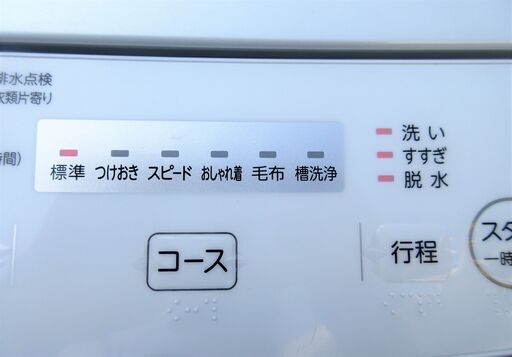 排水点検
衣類片寄り
時間)
標準 つけおき スピード おしゃれ着 毛布 槽洗浄
洗い
すすぎ
脱水
コース
行程
スタ
一時